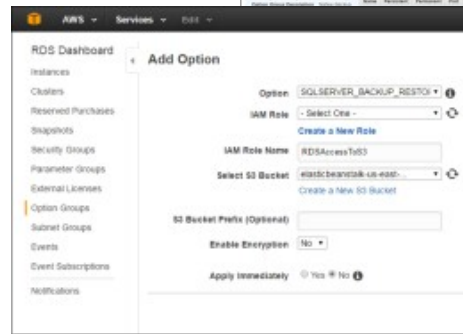 AWS
Services
Edit
RDS Dashboard
Instances
Clusters
Reserved Purchases
Snapshots
Security Groups
Parameter Groups
External Licenses
Option Groups
Subnet Groups
Events
Event Subscriptions
Notifications
Add Option
Option SQLSERVER_BACKUP_RESTO
IAM Role - Select One -
Create a New Role
IAM Role Name RDSAccessToS3
Select S3 Bucket elasticbeanstalk-us-east-...
Create a New S3 Bucket
S3 Bucket Prefix (Optional)
Enable Encryption No
Apply Immediately Yes No